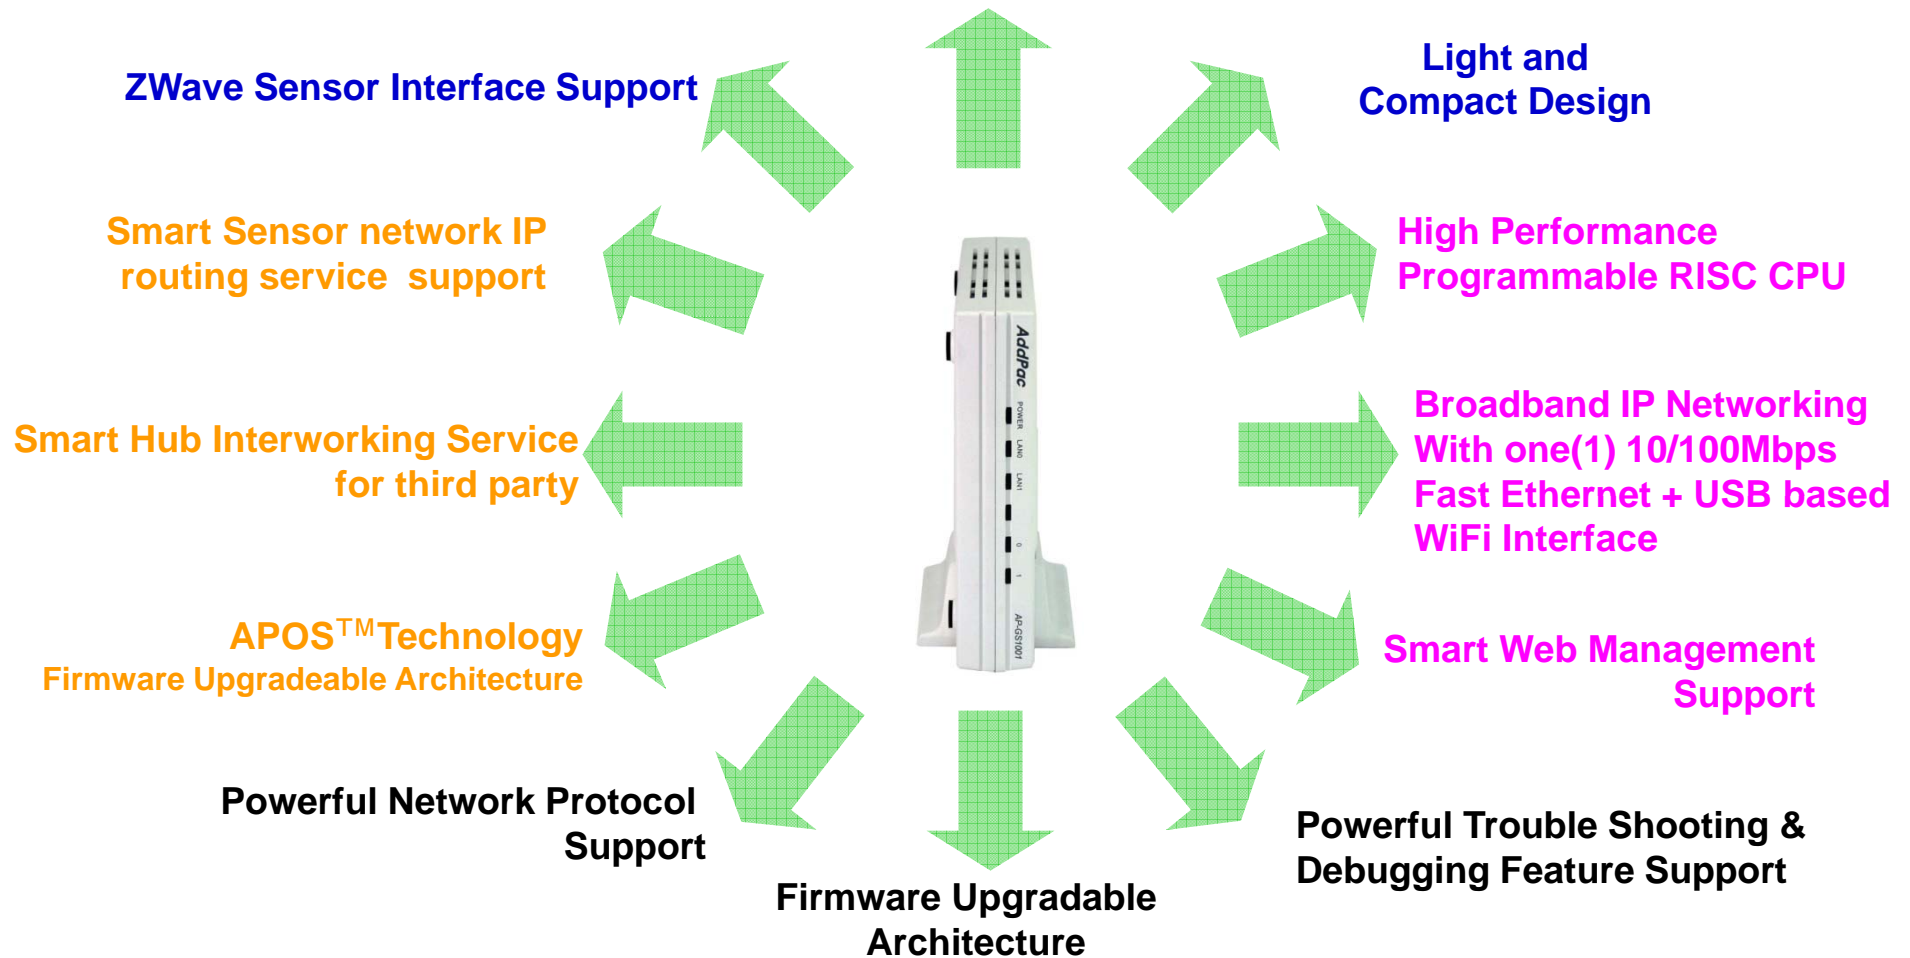 ZWave Sensor Interface Support
Light and
Compact Design
Smart Sensor network IP
routing service  support
High Performance
Programmable RISC CPU
Smart Hub Interworking Service
for third party
Broadband IP Networking
With one(1) 10/100Mbps
Fast Ethernet + USB based
WiFi Interface
APOS™Technology
Firmware Upgradeable Architecture
Smart Web Management
Support
Powerful Network Protocol
Support
Powerful Trouble Shooting &
Debugging Feature Support
Firmware Upgradable
Architecture
AddPac
POWER
LAN0
LAN1
0
1
AP-GS1001